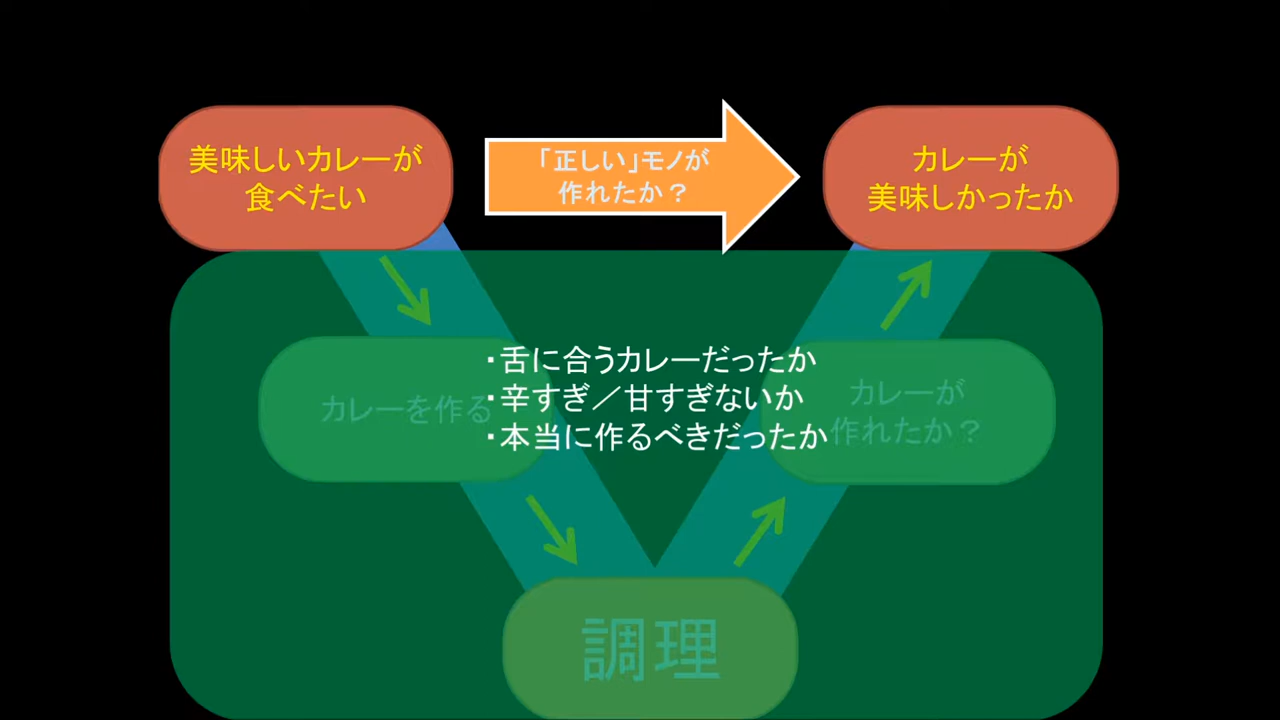 美味しいカレーが
食べたい
「正しい」モノが
作れたか？
カレーが
美味しかったか
・舌に合うカレーだったか
・辛すぎ／甘すぎないか
・本当に作るべきだったか
カレーを作る
カレーが
作れたか？
調理